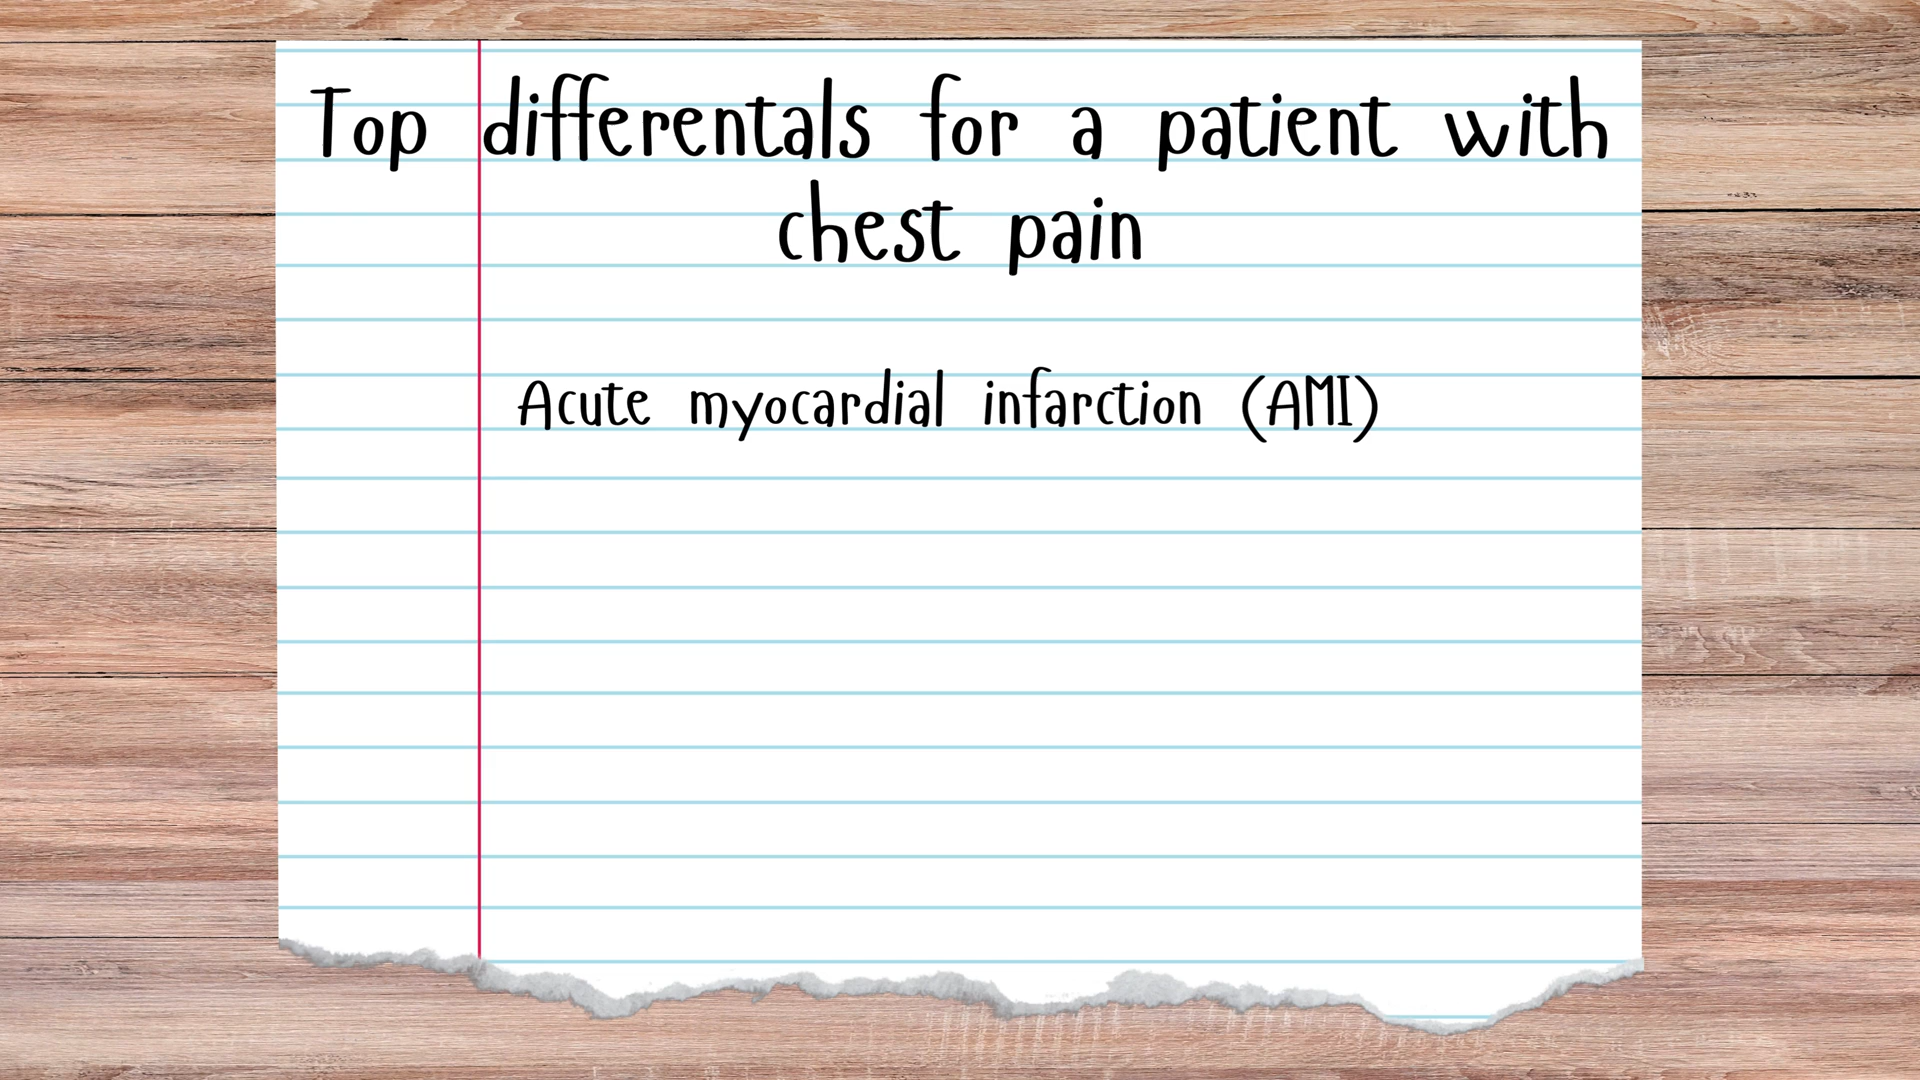 Top differentals for a patient with
chest pain
Acute myocardial infarction (AMI)